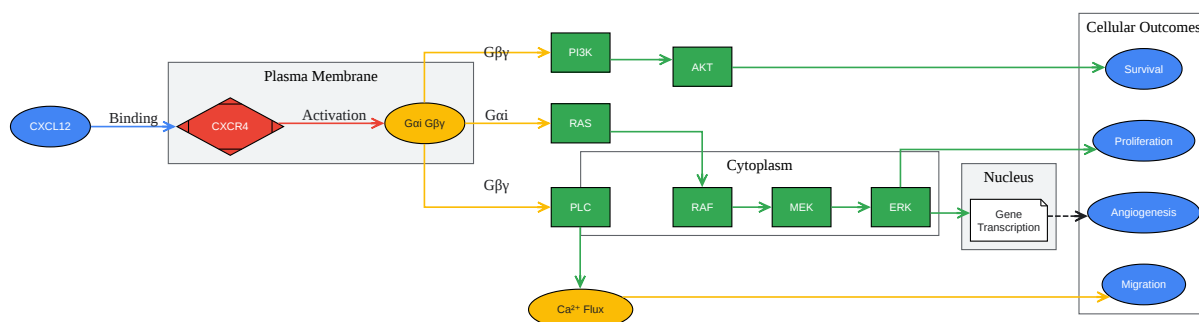 Cellular Outcomes
Gβγ
PI3K
AKT
Survival
Plasma Membrane
CXCL12
Binding
CXCR4
Activation
Gαi Gβγ
Gαi
RAS
Proliferation
Cytoplasm
Nucleus
Gβγ
PLC
RAF
MEK
ERK
Gene
Transcription
Angiogenesis
Migration
Ca²⁺ Flux